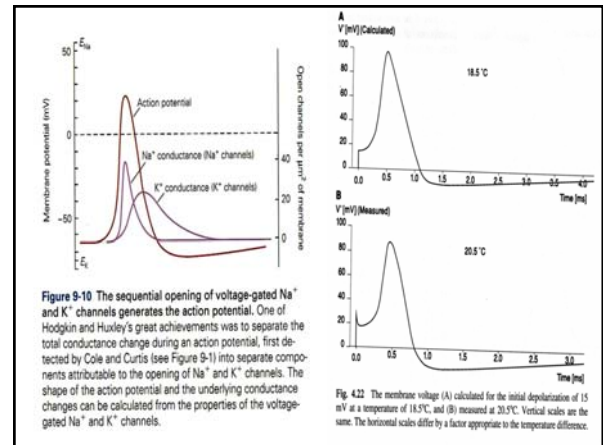 E_Na
50
0
−50
E_K
Membrane potential (mV)
Action potential
Na⁺ conductance (Na⁺ channels)
K⁺ conductance (K⁺ channels)
40
20
0
Open channels per μm² of membrane
Figure 9-10 The sequential opening of voltage-gated Na⁺
and K⁺ channels generates the action potential. One of
Hodgkin and Huxley's great achievements was to separate the
total conductance change during an action potential, first de-
tected by Cole and Curtis (see Figure 9-1) into separate compo-
nents attributable to the opening of Na⁺ and K⁺ channels. The
shape of the action potential and the underlying conductance
changes can be calculated from the properties of the voltage-
gated Na⁺ and K⁺ channels.
A
V' [mV] (Calculated)
100
80
60
40
20
0
18.5 °C
0.0 0.5 1.0 1.5 2.0 2.5 3.0 3.5 4.0
Time [ms]
B
V' [mV] (Measured)
100
80
60
40
20
0
20.5 °C
0.0 0.5 1.0 1.5 2.0 2.5 3.0
Time [ms]
Fig. 4.22 The membrane voltage (A) calculated for the initial depolarization of 15
mV at a temperature of 18.5°C, and (B) measured at 20.5°C. Vertical scales are the
same. The horizontal scales differ by a factor appropriate to the temperature difference.